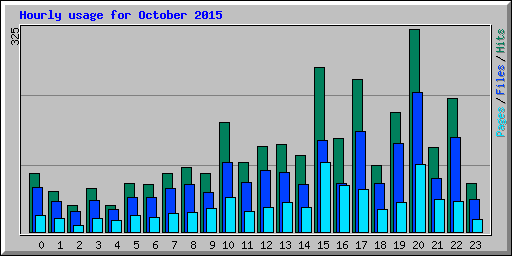 Hourly usage for October 2015
325
Pages/Files/Hits
0 1 2 3 4 5 6 7 8 9 10 11 12 13 14 15 16 17 18 19 20 21 22 23